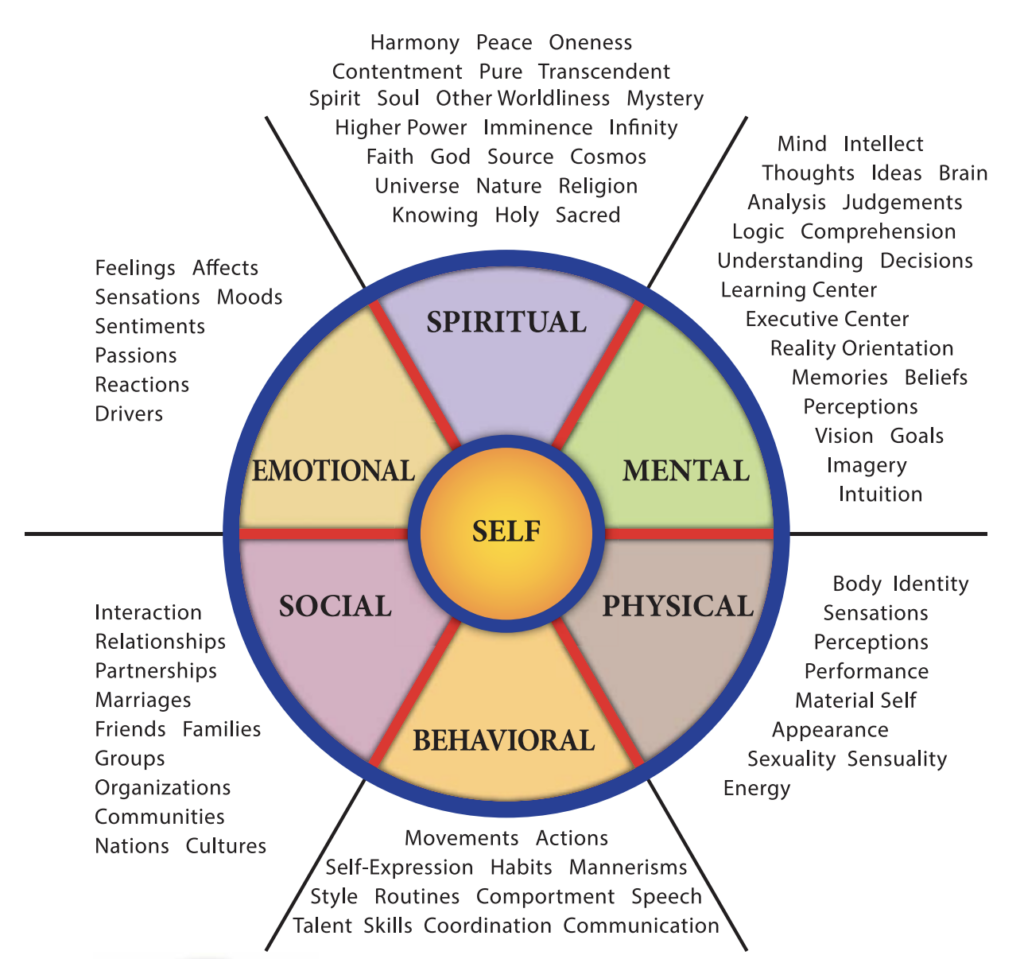 Harmony Peace Oneness
Contentment Pure Transcendent
Spirit Soul Other Worldliness Mystery
Higher Power Imminence Infinity
Faith God Source Cosmos
Universe Nature Religion
Knowing Holy Sacred
Mind Intellect
Thoughts Ideas Brain
Analysis Judgements
Logic Comprehension
Understanding Decisions
Learning Center
Executive Center
Reality Orientation
Memories Beliefs
Perceptions
Vision Goals
Imagery
Intuition
Feelings Affects
Sensations Moods
Sentiments
Passions
Reactions
Drivers
SPIRITUAL
EMOTIONAL
MENTAL
SELF
SOCIAL
PHYSICAL
BEHAVIORAL
Interaction
Relationships
Partnerships
Marriages
Friends Families
Groups
Organizations
Communities
Nations Cultures
Body Identity
Sensations
Perceptions
Performance
Material Self
Appearance
Sexuality Sensuality
Energy
Movements Actions
Self-Expression Habits Mannerisms
Style Routines Comportment Speech
Talent Skills Coordination Communication